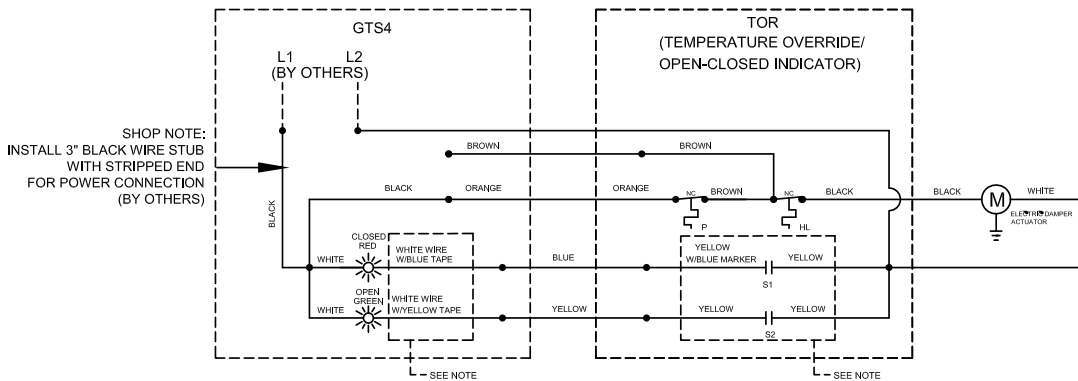 GTS4
L1 L2
(BY OTHERS)
TOR
(TEMPERATURE OVERRIDE/
OPEN-CLOSED INDICATOR)
SHOP NOTE:
INSTALL 3" BLACK WIRE STUB
WITH STRIPPED END
FOR POWER CONNECTION
(BY OTHERS)
BROWN BROWN
BLACK ORANGE ORANGE BROWN BLACK BLACK WHITE
NC NC
P HL
M
ELECTRIC DAMPER
ACTUATOR
BLACK
CLOSED
RED
WHITE
WHITE WIRE
W/BLUE TAPE
BLUE
YELLOW
W/BLUE MARKER
YELLOW
S1
OPEN
GREEN
WHITE
WHITE WIRE
W/YELLOW TAPE
YELLOW
YELLOW
YELLOW
S2
SEE NOTE
SEE NOTE